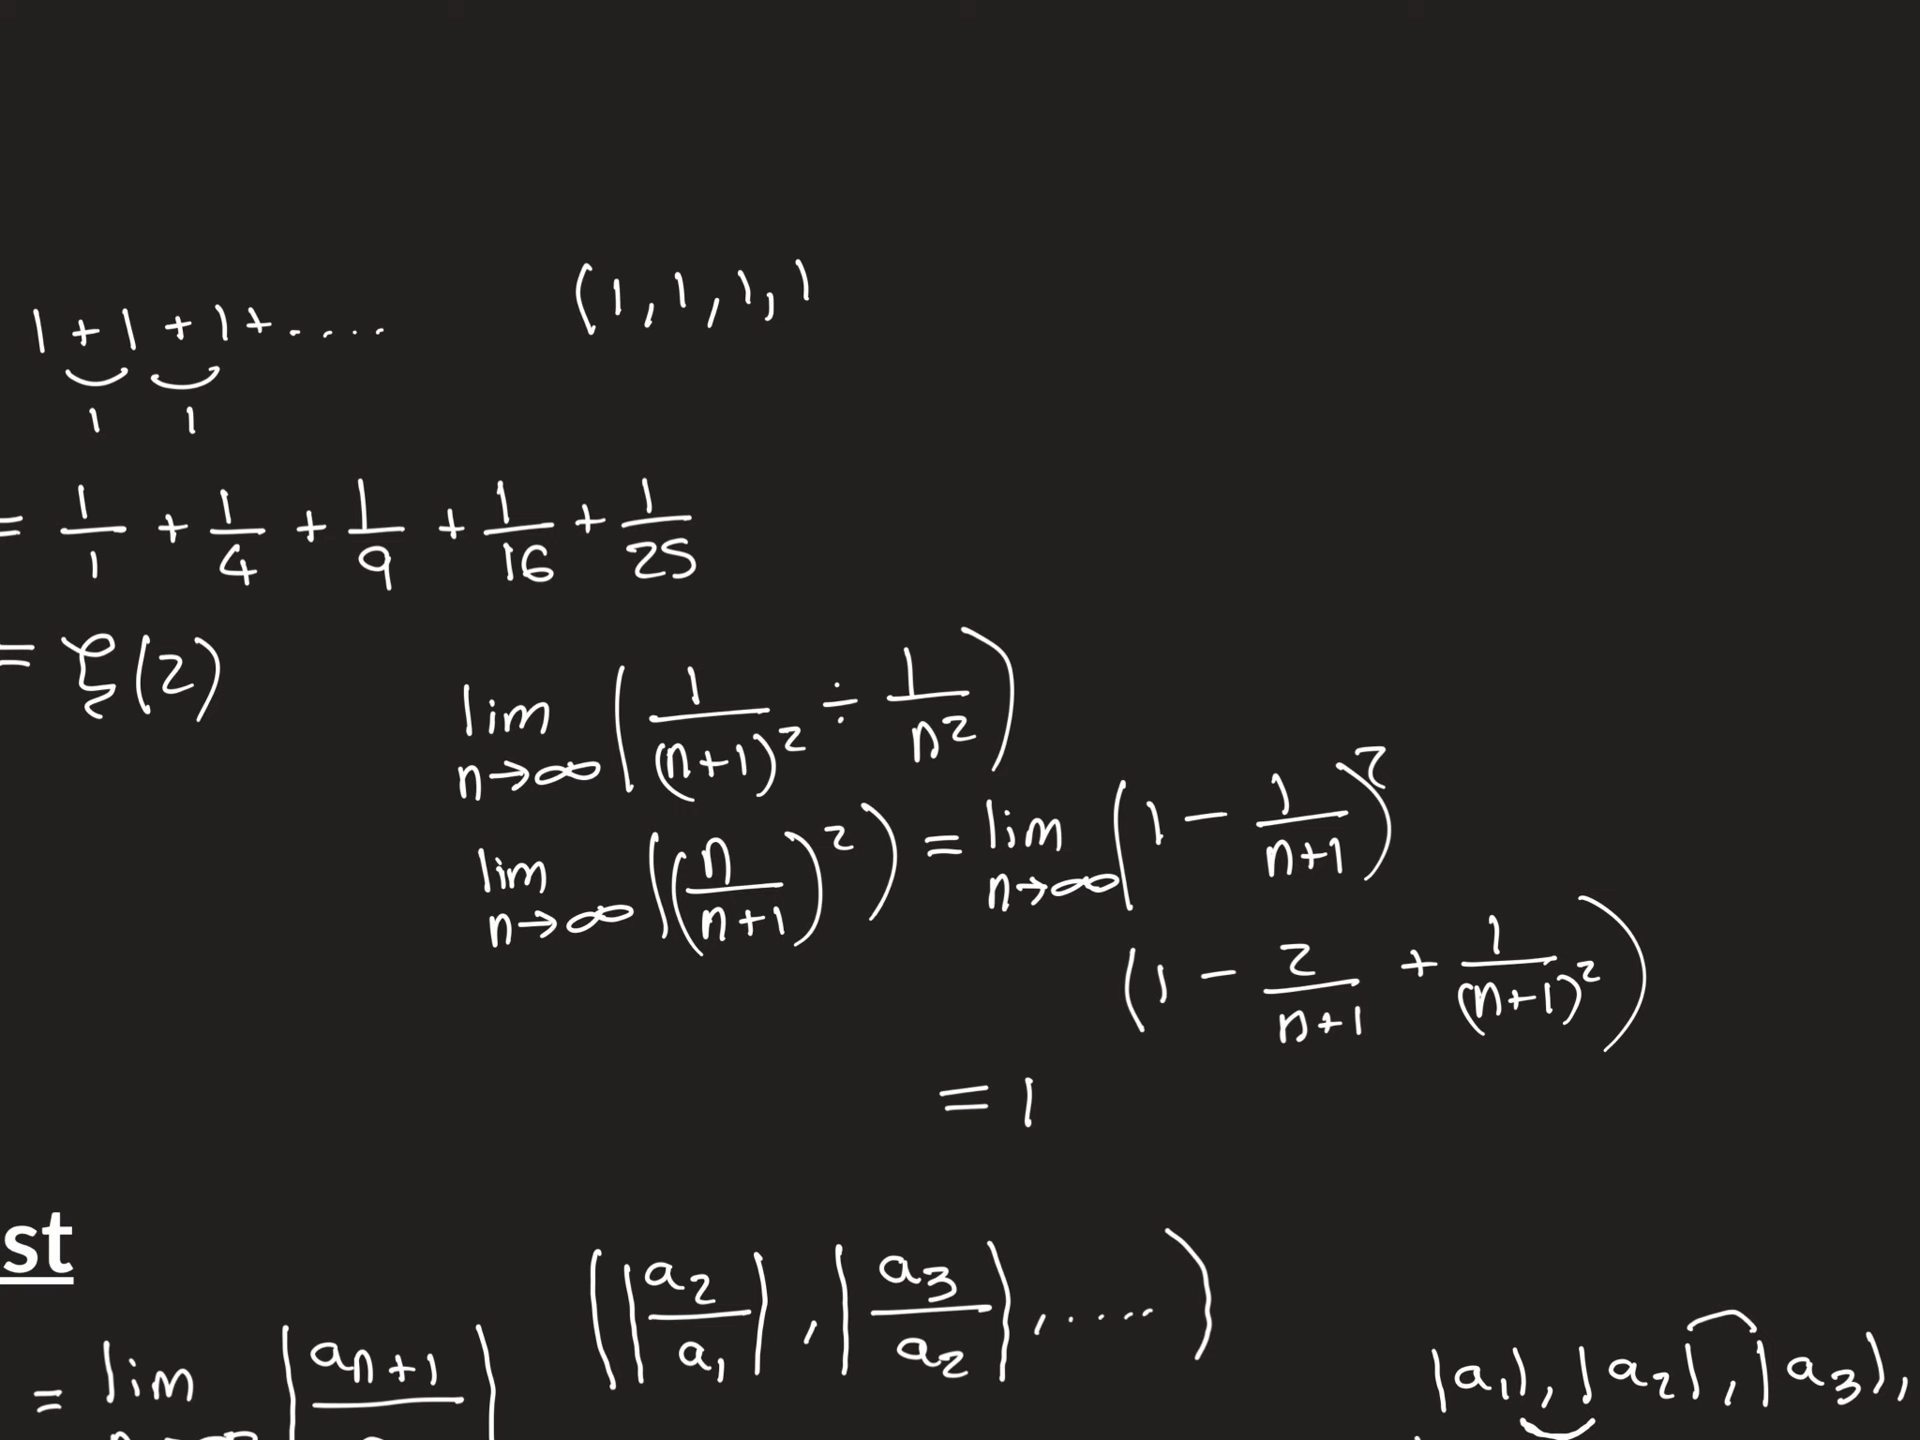 1 + 1 + 1 + .... (1, 1, 1, 1
1 1
= 1/1 + 1/4 + 1/9 + 1/16 + 1/25
= ζ(2)
lim n→∞ (1/(n+1)² ÷ 1/n²)
lim n→∞ ((n/(n+1))²) = lim n→∞ (1 − 1/(n+1))²
(1 − 2/(n+1) + 1/(n+1)²)
= 1
st
(|a₂/a₁|, |a₃/a₂|, .....)
= lim |aₙ₊₁
|a₁|, |a₂|, |a₃|,